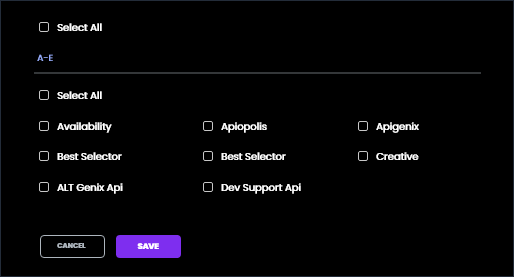 Select All
A-E
Select All
Availability Apiopolis Apigenix
Best Selector Best Selector Creative
ALT Genix Api Dev Support Api
CANCEL SAVE